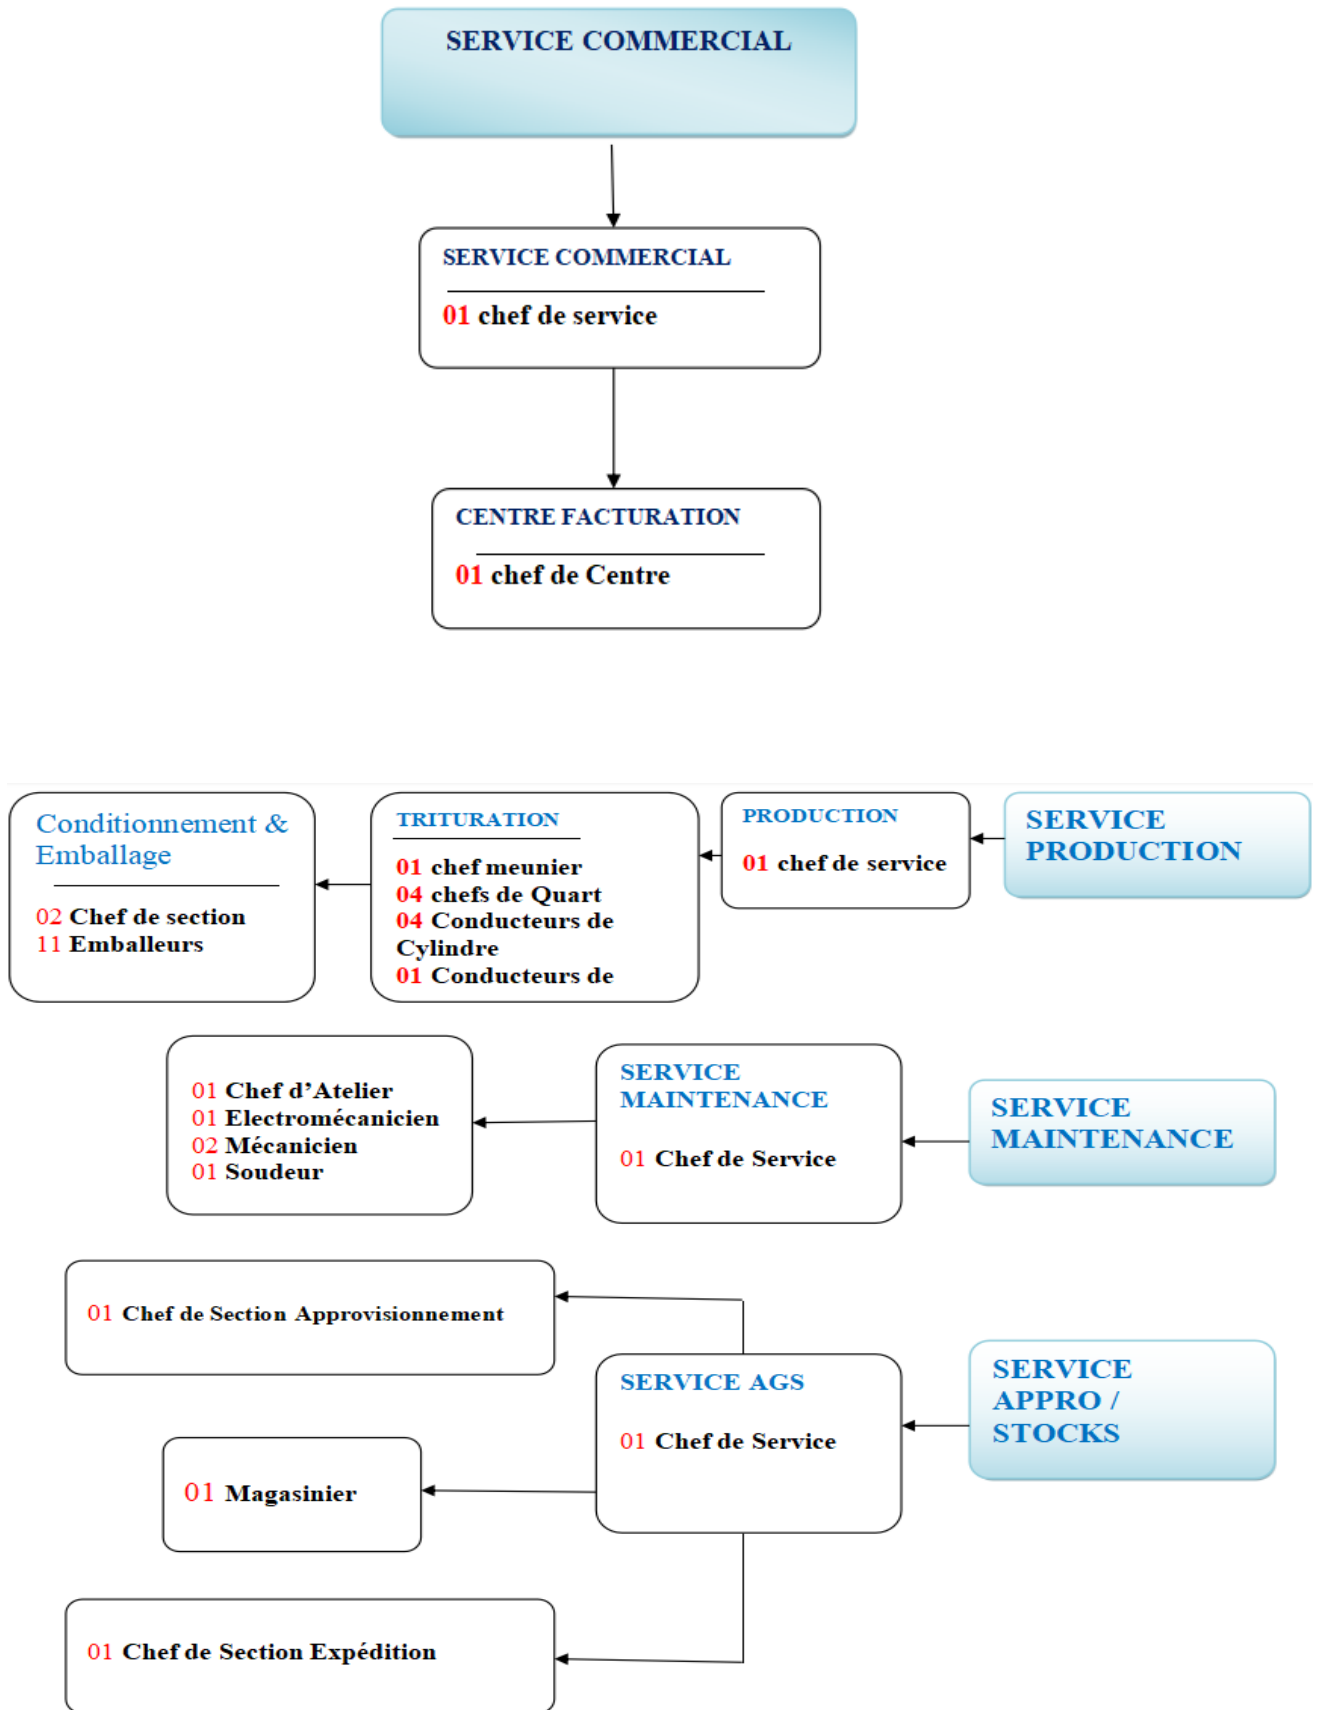 SERVICE COMMERCIAL
SERVICE COMMERCIAL
01 chef de service
CENTRE FACTURATION
01 chef de Centre
Conditionnement &
Emballage
02 Chef de section
11 Emballeurs
TRITURATION
01 chef meunier
04 chefs de Quart
04 Conducteurs de
Cylindre
01 Conducteurs de
PRODUCTION
01 chef de service
SERVICE
PRODUCTION
01 Chef d’Atelier
01 Electromécanicien
02 Mécanicien
01 Soudeur
SERVICE
MAINTENANCE
01 Chef de Service
SERVICE
MAINTENANCE
01 Chef de Section Approvisionnement
SERVICE AGS
01 Chef de Service
SERVICE
APPRO /
STOCKS
01 Magasinier
01 Chef de Section Expédition